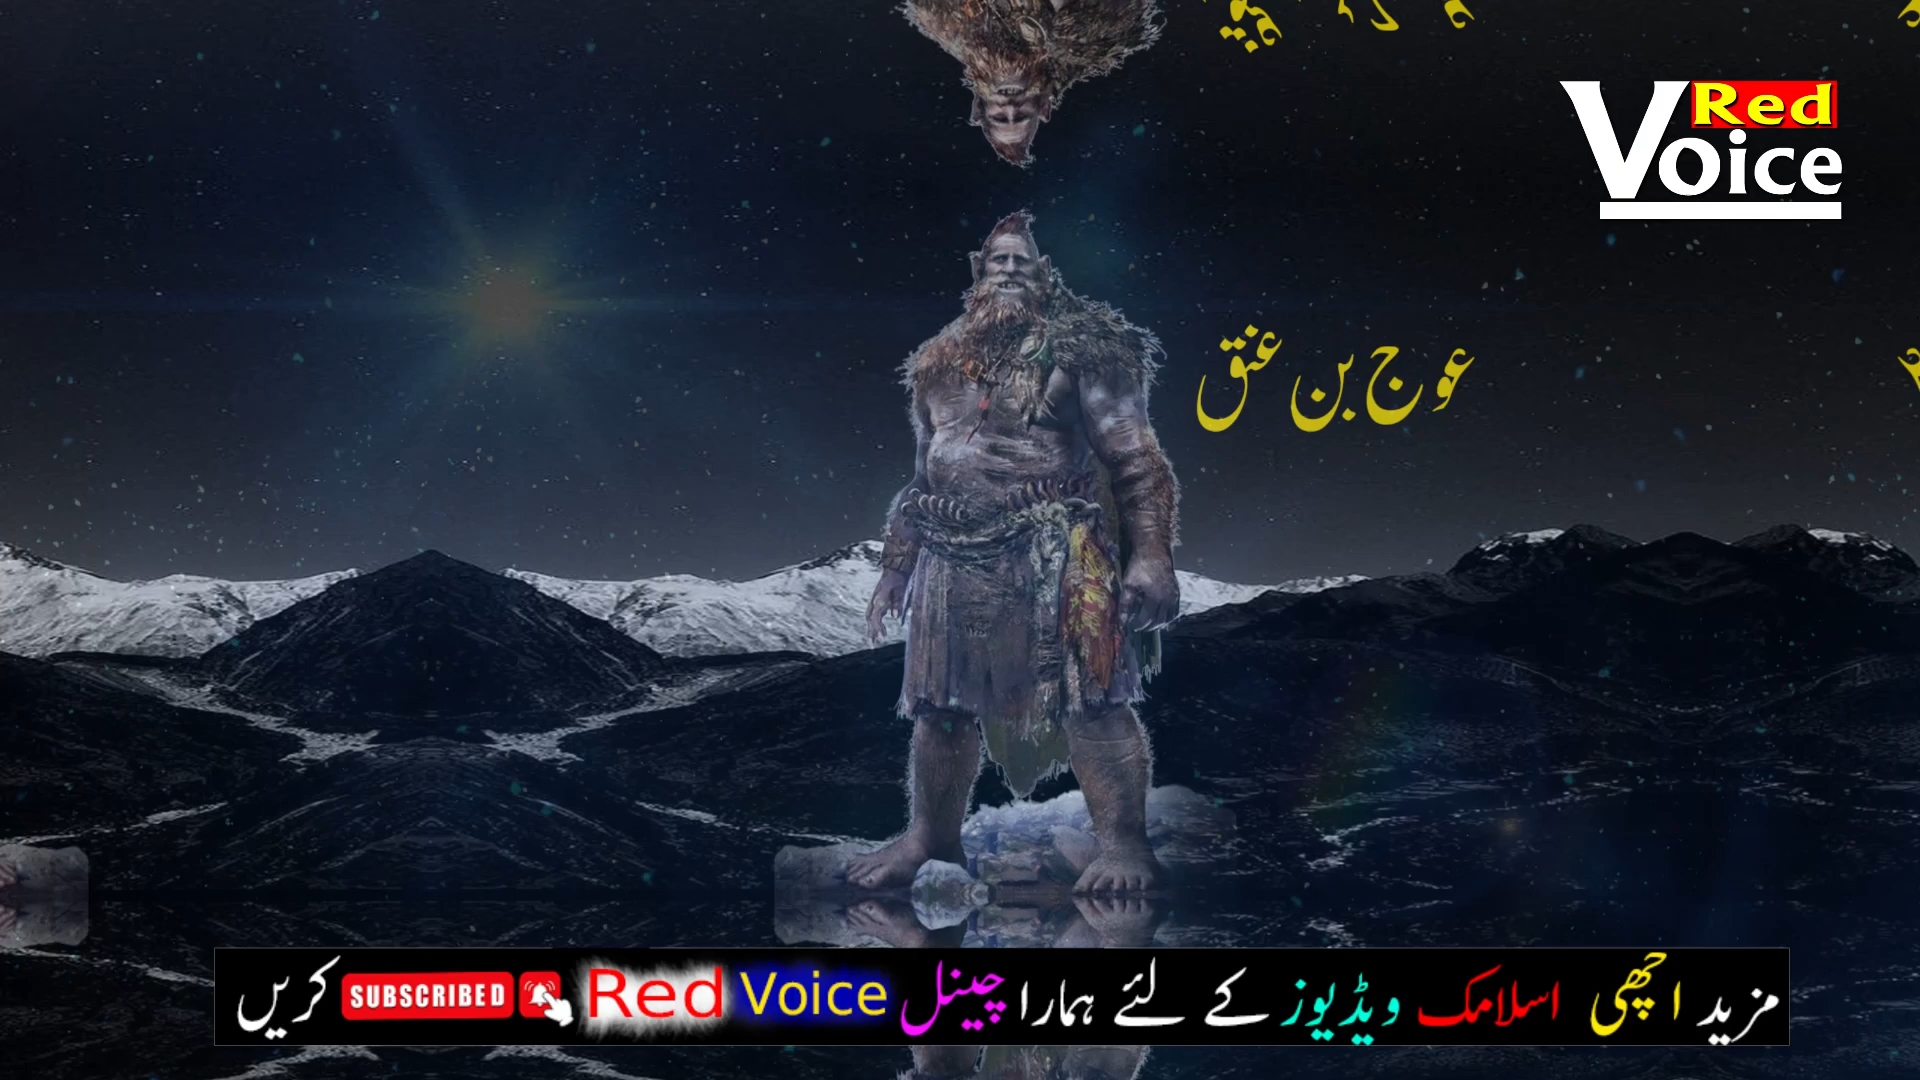 Red
Voice
عوج بن عنق
مزید اچھی اسلامک ویڈیوز کے لئے ہمارا چینل Red Voice SUBSCRIBED کریں